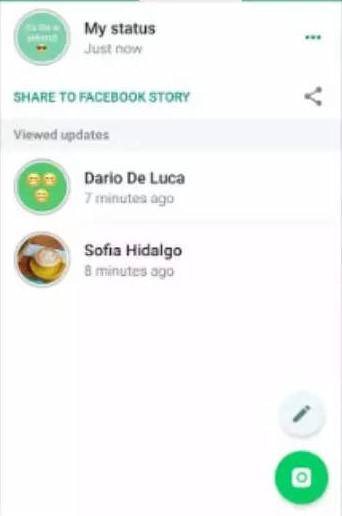 My status
Just now
SHARE TO FACEBOOK STORY
Viewed updates
Dario De Luca
7 minutes ago
Sofia Hidalgo
8 minutes ago